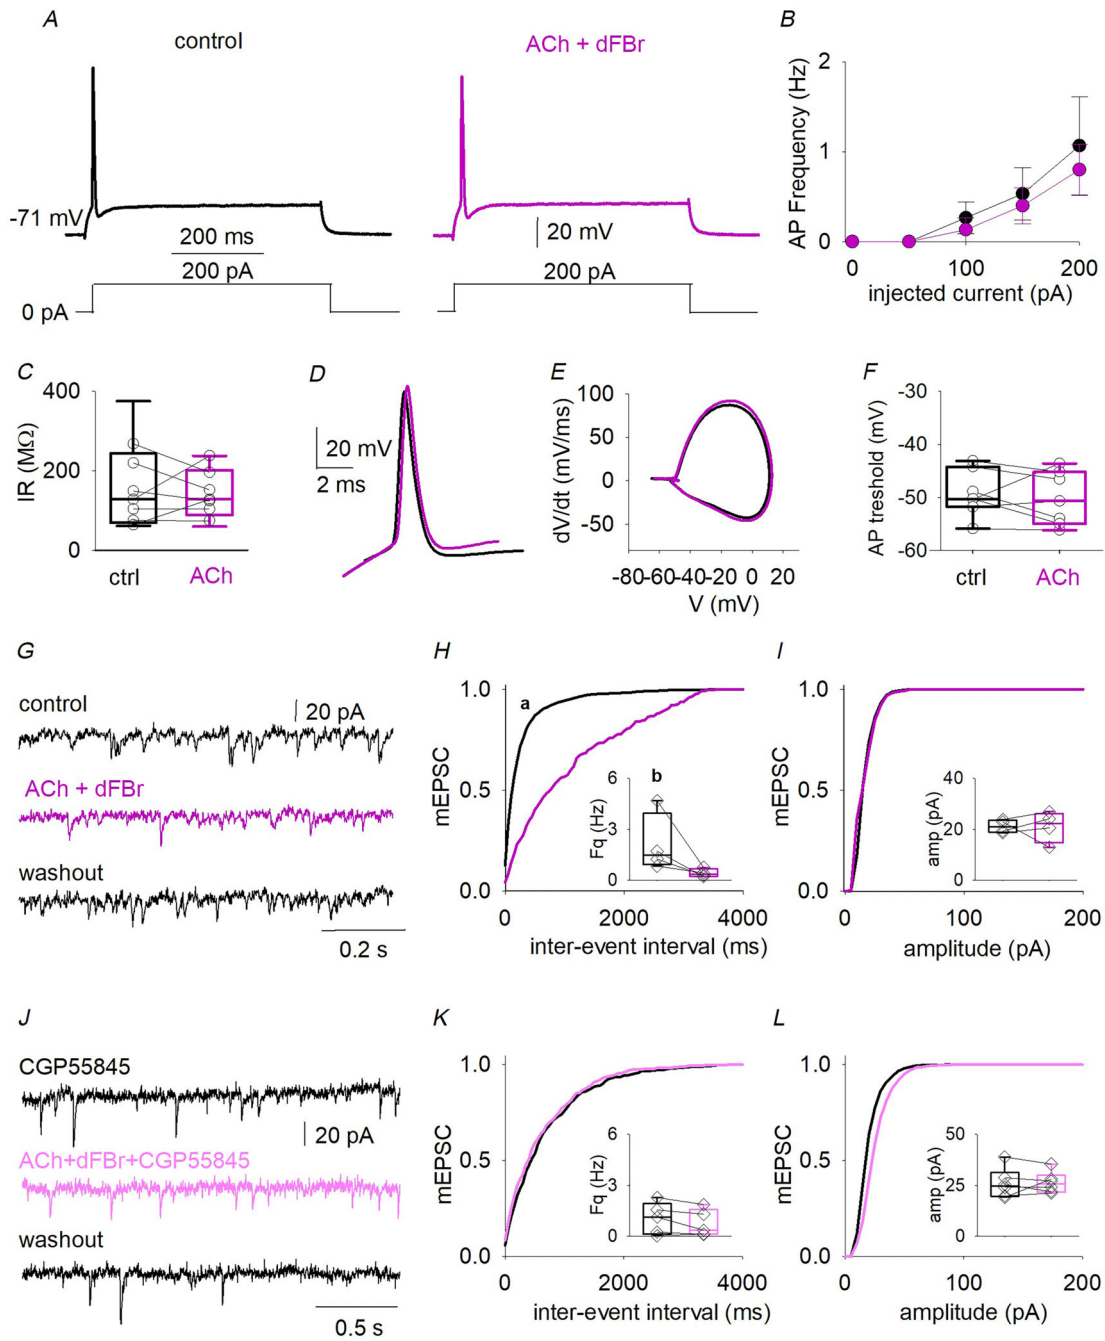 A
control
ACh + dFBr
-71 mV
200 ms
200 pA
0 pA
20 mV
200 pA
B
AP Frequency (Hz)
2
1
0
0
100
200
injected current (pA)
C
IR (MΩ)
400
200
0
ctrl
ACh
D
20 mV
2 ms
E
dV/dt (mV/ms)
100
50
0
-50
-80
-60
-40
-20
0
20
V (mV)
F
AP treshold (mV)
-30
-40
-50
-60
ctrl
ACh
G
control
20 pA
ACh + dFBr
washout
0.2 s
H
mEPSC
1.0
0.5
0.0
a
b
Fq (Hz)
6
3
0
0
2000
4000
inter-event interval (ms)
I
mEPSC
1.0
0.5
0.0
amp (pA)
40
20
0
0
100
200
amplitude (pA)
J
CGP55845
20 pA
ACh+dFBr+CGP55845
washout
0.5 s
K
mEPSC
1.0
0.5
0.0
Fq (Hz)
6
3
0
0
2000
4000
inter-event interval (ms)
L
mEPSC
1.0
0.5
0.0
amp (pA)
50
25
0
0
100
200
amplitude (pA)